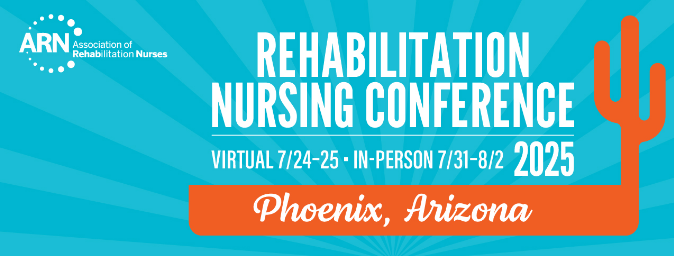 ARN Association of
Rehabilitation Nurses
REHABILITATION
NURSING CONFERENCE
VIRTUAL 7/24-25 • IN-PERSON 7/31-8/2 2025
Phoenix, Arizona